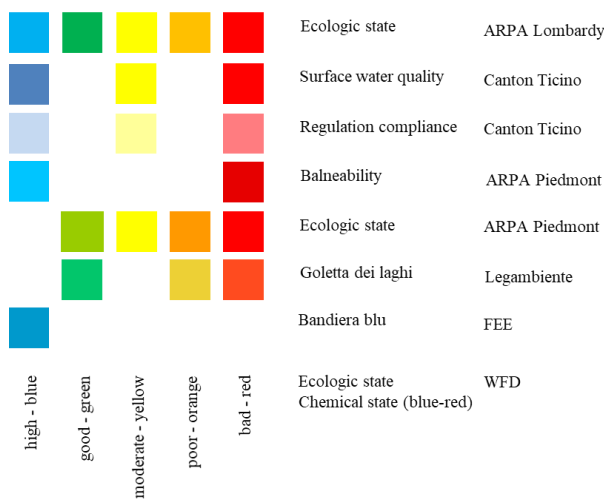 Ecologic state ARPA Lombardy
Surface water quality Canton Ticino
Regulation compliance Canton Ticino
Balneability ARPA Piedmont
Ecologic state ARPA Piedmont
Goletta dei laghi Legambiente
Bandiera blu FEE
high - blue
good - green
moderate - yellow
poor - orange
bad - red
Ecologic state WFD
Chemical state (blue-red)